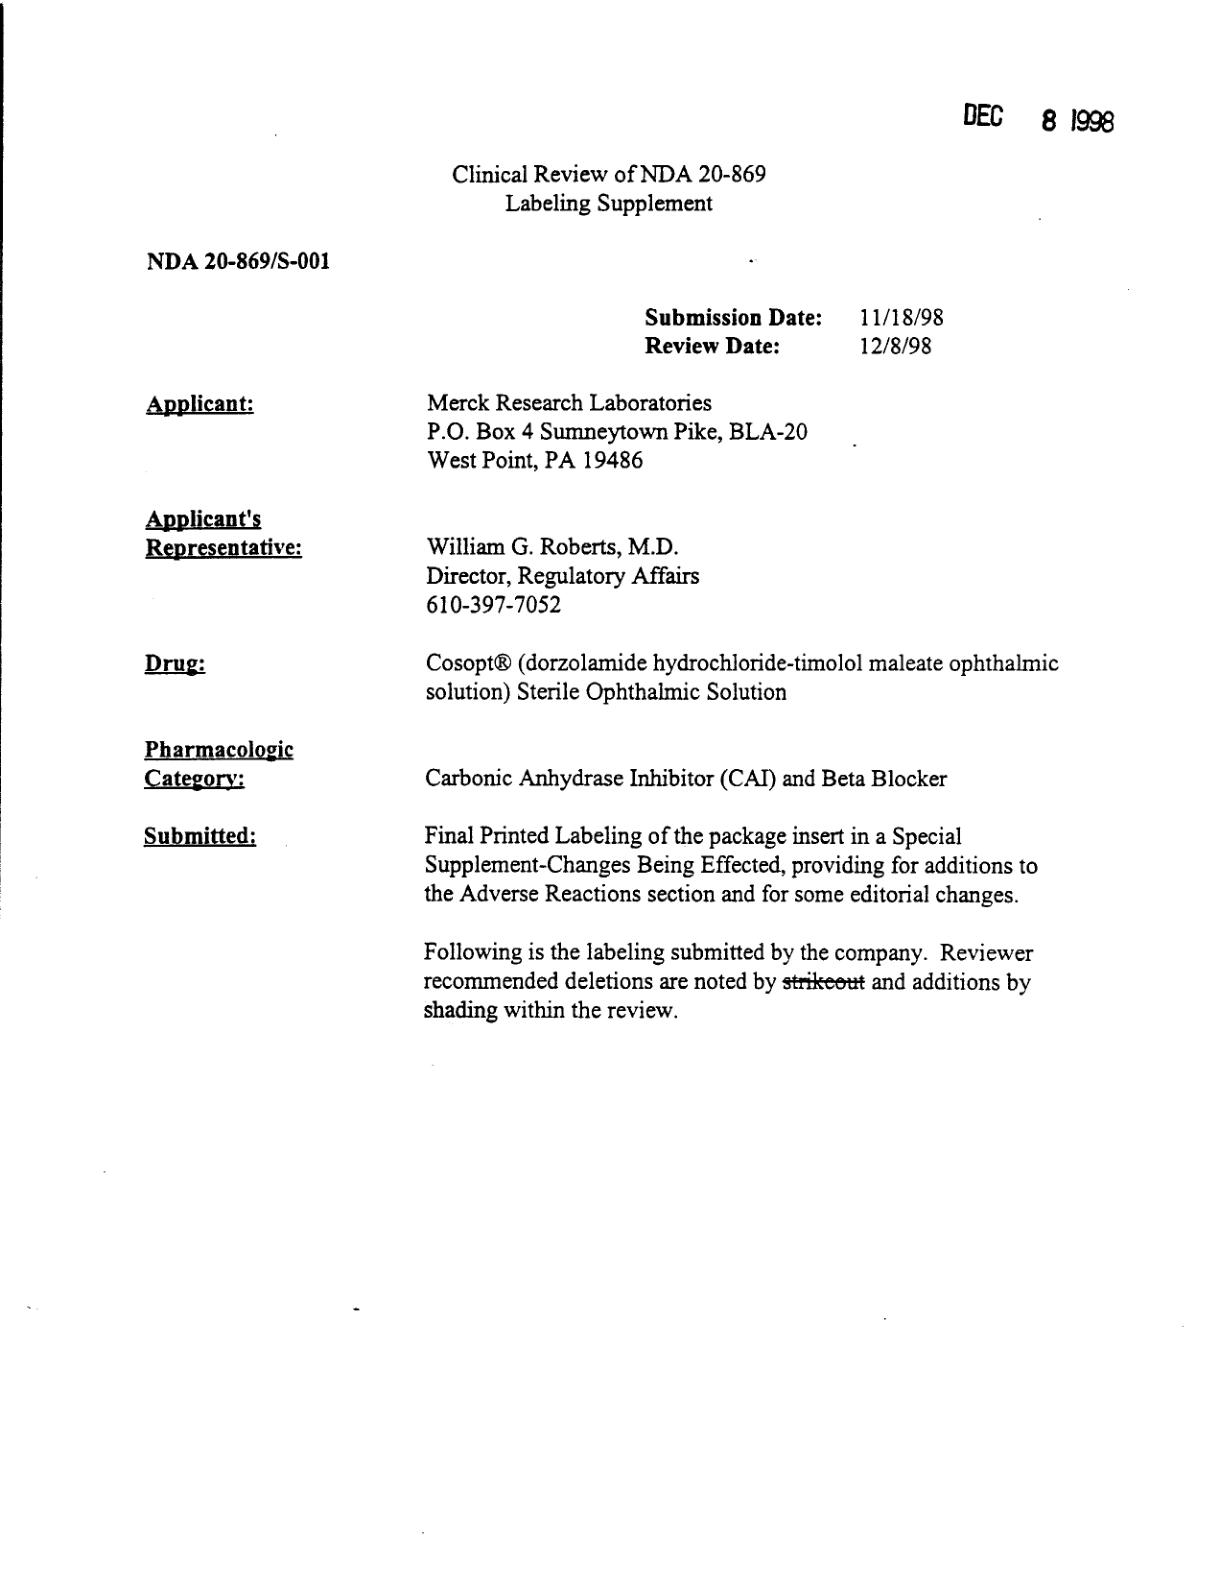 DEC 8 1998
Clinical Review of NDA 20-869
Labeling Supplement
NDA 20-869/S-001
Submission Date: 11/18/98
Review Date: 12/8/98
Applicant: Merck Research Laboratories
P.O. Box 4 Sumneytown Pike, BLA-20
West Point, PA 19486
Applicant's
Representative: William G. Roberts, M.D.
Director, Regulatory Affairs
610-397-7052
Drug: Cosopt® (dorzolamide hydrochloride-timolol maleate ophthalmic
solution) Sterile Ophthalmic Solution
Pharmacologic
Category: Carbonic Anhydrase Inhibitor (CAI) and Beta Blocker
Submitted: Final Printed Labeling of the package insert in a Special
Supplement-Changes Being Effected, providing for additions to
the Adverse Reactions section and for some editorial changes.
Following is the labeling submitted by the company. Reviewer
recommended deletions are noted by strikeout and additions by
shading within the review.